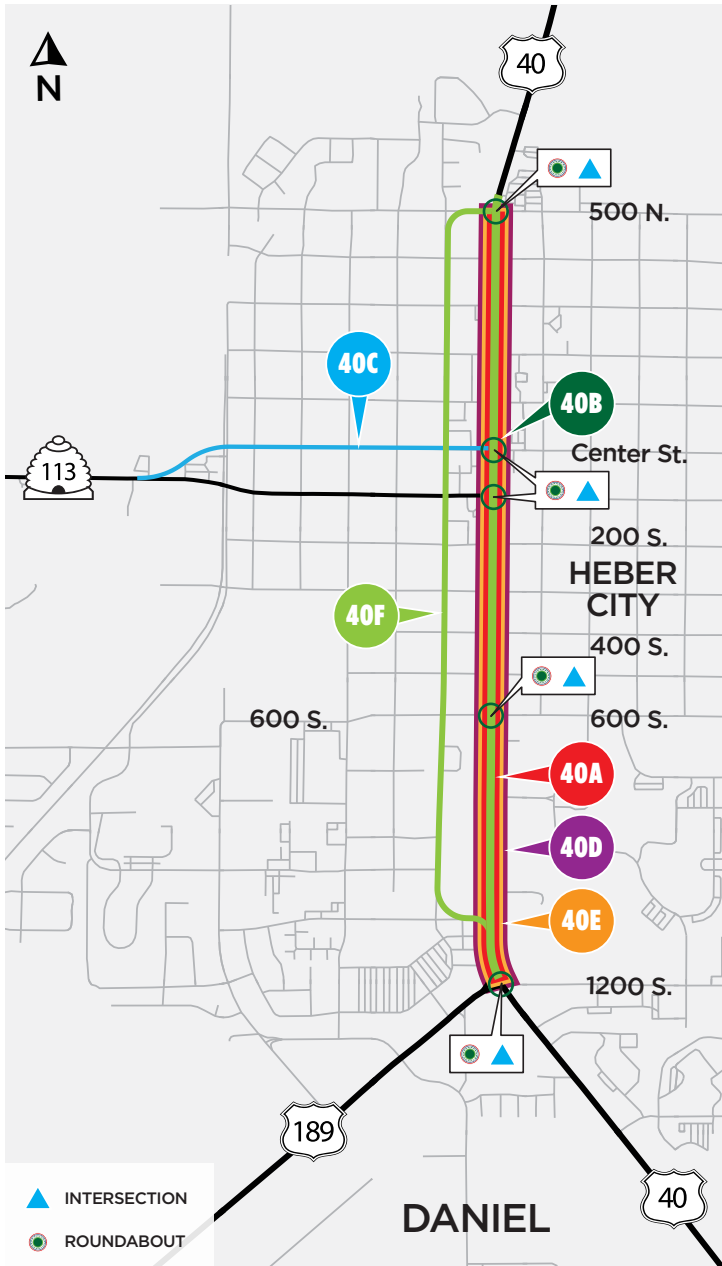 40
N
500 N.
40C
40B
Center St.
113
200 S.
HEBER
CITY
40F
400 S.
600 S.
600 S.
40A
40D
40E
1200 S.
189
40
INTERSECTION
DANIEL
ROUNDABOUT